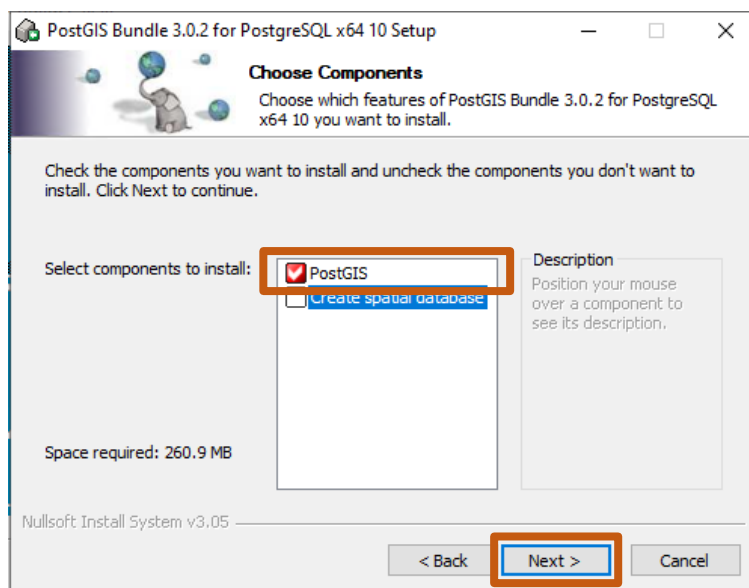 PostGIS Bundle 3.0.2 for PostgreSQL x64 10 Setup
Choose Components
Choose which features of PostGIS Bundle 3.0.2 for PostgreSQL
x64 10 you want to install.
Check the components you want to install and uncheck the components you don't want to
install. Click Next to continue.
Select components to install:
PostGIS
Create spatial database
Description
Position your mouse
over a component to
see its description.
Space required: 260.9 MB
Nullsoft Install System v3.05
< Back
Next >
Cancel